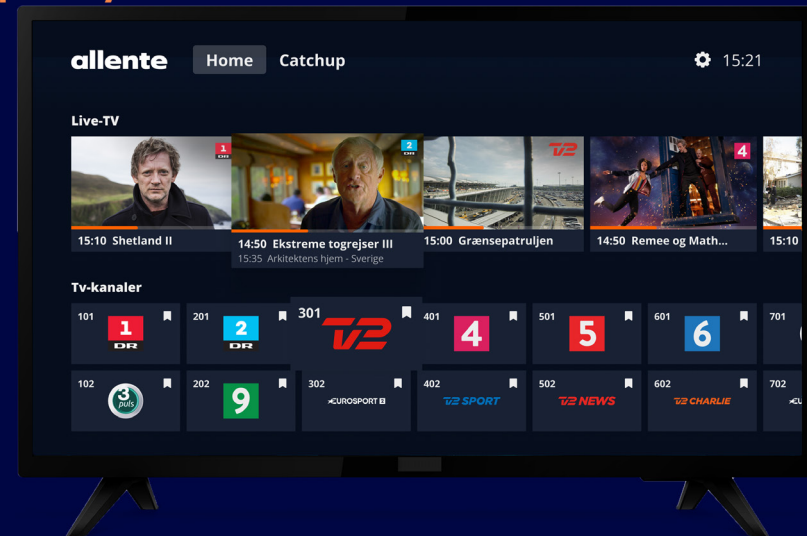 allente Home Catchup 15:21
Live-TV
1 DR
2 DR
TV2
4
15:10 Shetland II
14:50 Ekstreme togrejser III
15:35 Arkitektens hjem - Sverige
15:00 Grænsepatruljen
14:50 Remee og Math...
15:10
Tv-kanaler
101 1 DR
201 2 DR
301 TV2
401 4
501 5
601 6
701
102 3 puls
202 9
302 EUROSPORT 2
402 TV2 SPORT
502 TV2 NEWS
602 TV2 CHARLIE
702 EU